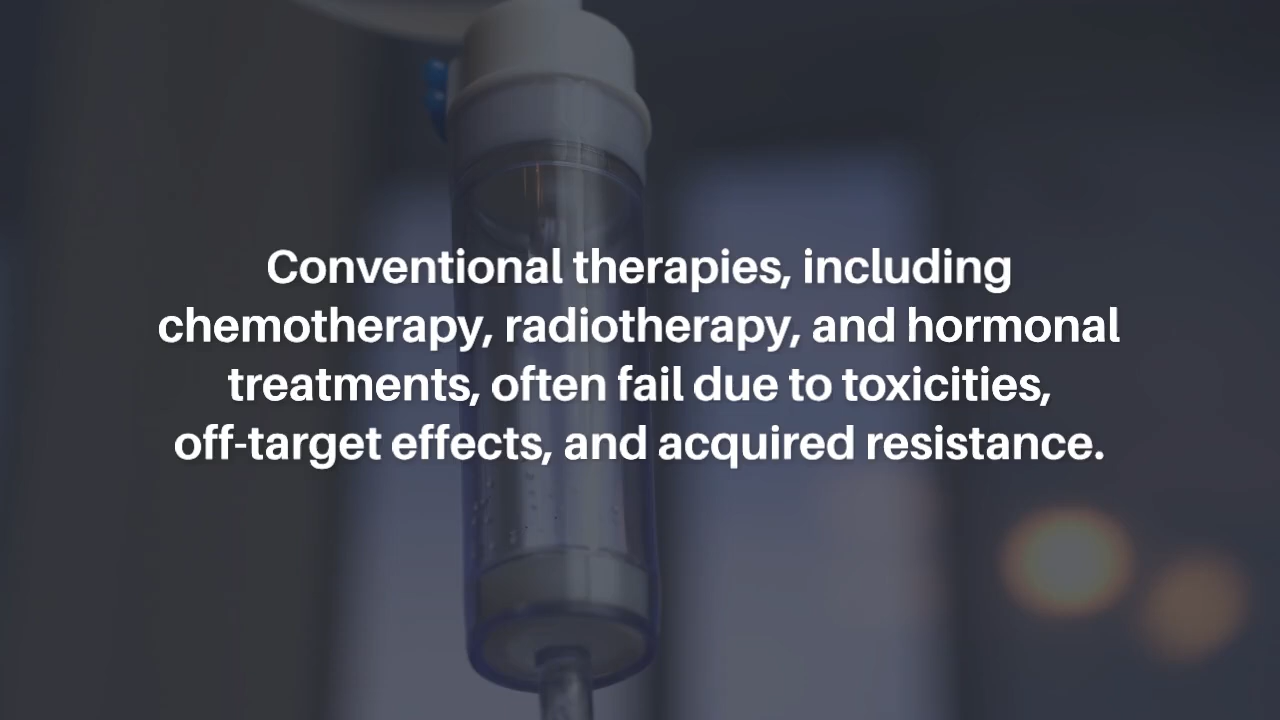 Conventional therapies, including
chemotherapy, radiotherapy, and hormonal
treatments, often fail due to toxicities,
off-target effects, and acquired resistance.